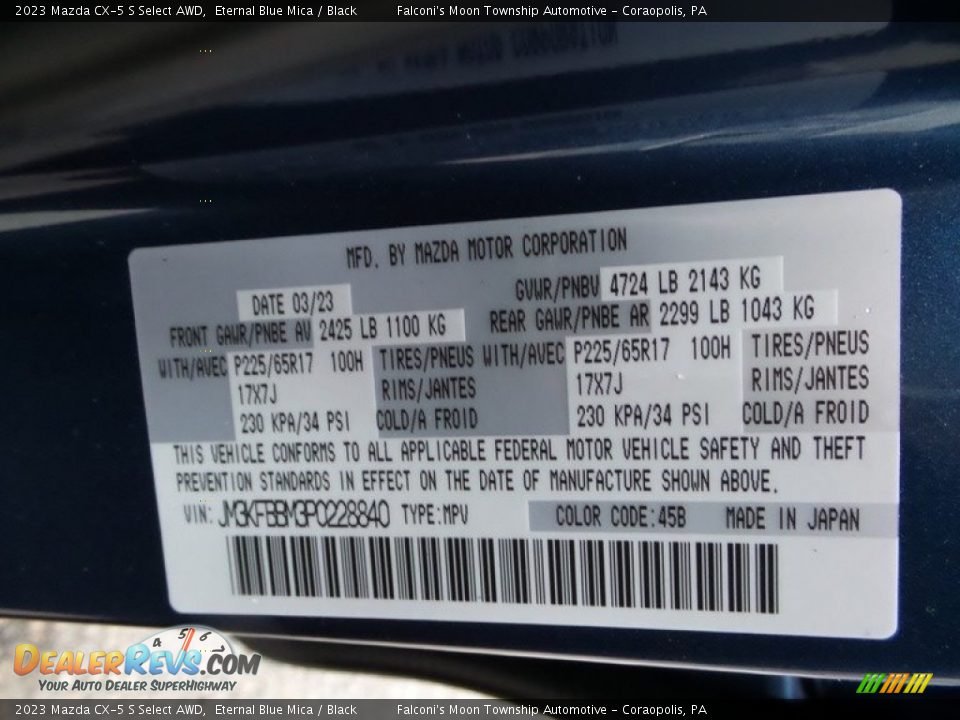 2023 Mazda CX-5 S Select AWD, Eternal Blue Mica / Black Falconi's Moon Township Automotive - Coraopolis, PA
MFD. BY MAZDA MOTOR CORPORATION
DATE 03/23 GVWR/PNBV 4724 LB 2143 KG
FRONT GAWR/PNBE AV 2425 LB 1100 KG REAR GAWR/PNBE AR 2299 LB 1043 KG
WITH/AVEC P225/65R17 100H TIRES/PNEUS WITH/AVEC P225/65R17 100H TIRES/PNEUS
17X7J RIMS/JANTES 17X7J RIMS/JANTES
230 KPA/34 PSI COLD/A FROID 230 KPA/34 PSI COLD/A FROID
THIS VEHICLE CONFORMS TO ALL APPLICABLE FEDERAL MOTOR VEHICLE SAFETY AND THEFT
PREVENTION STANDARDS IN EFFECT ON THE DATE OF MANUFACTURE SHOWN ABOVE.
VIN: JM3KFBBM3P0228840 TYPE:MPV COLOR CODE:45B MADE IN JAPAN
4 5 6
DEALERREVS.COM
YOUR AUTO DEALER SUPERHIGHWAY
2023 Mazda CX-5 S Select AWD, Eternal Blue Mica / Black Falconi's Moon Township Automotive - Coraopolis, PA